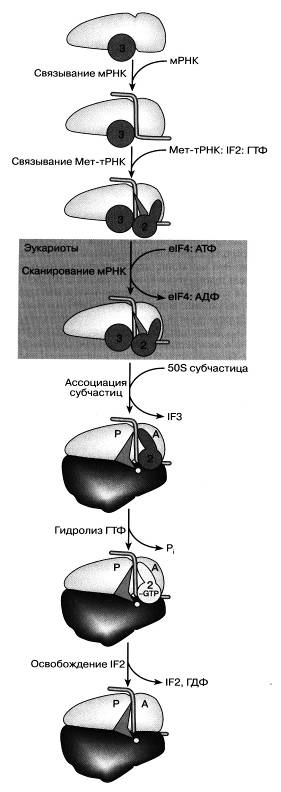 3
мРНК
Связывание мРНК
3
Мет-тРНК: IF2: ГТФ
Связывание Мет-тРНК
3 2
Эукариоты
eIF4: АТФ
Сканирование мРНК
eIF4: АДФ
3 2
50S субчастица
Ассоциация
субчастиц
IF3
P A
2
Гидролиз ГТФ
Pi
P A
2
~GTP
Освобождение IF2
IF2, ГДФ
P A